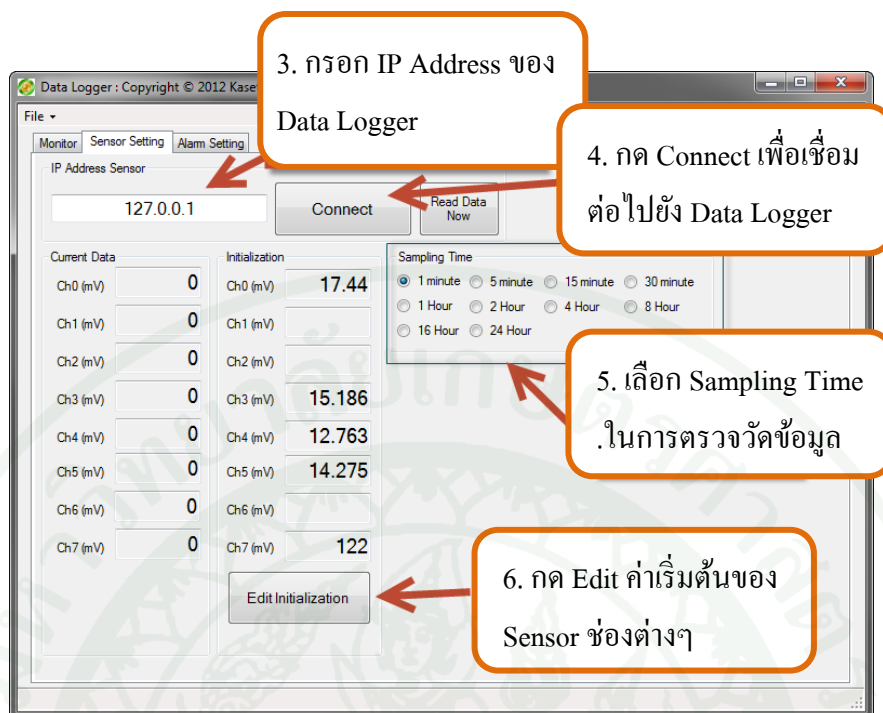 3. กรอก IP Address ของ
Data Logger
Data Logger : Copyright © 2012
File
Monitor
Sensor Setting
Alarm Setting
4. กด Connect เพื่อเชื่อม
ต่อไปยัง Data Logger
IP Address Sensor
127.0.0.1
Connect
Read Data
Now
Current Data
Ch0 (mV) 0
Ch1 (mV) 0
Ch2 (mV) 0
Ch3 (mV) 0
Ch4 (mV) 0
Ch5 (mV) 0
Ch6 (mV) 0
Ch7 (mV) 0
Initialization
Ch0 (mV) 17.44
Ch1 (mV)
Ch2 (mV)
Ch3 (mV) 15.186
Ch4 (mV) 12.763
Ch5 (mV) 14.275
Ch6 (mV)
Ch7 (mV) 122
Edit Initialization
Sampling Time
1 minute 5 minute 15 minute 30 minute
1 Hour 2 Hour 4 Hour 8 Hour
16 Hour 24 Hour
5. เลือก Sampling Time
.ในการตรวจวัดข้อมูล
6. กด Edit ค่าเริ่มต้นของ
Sensor ช่องต่างๆ